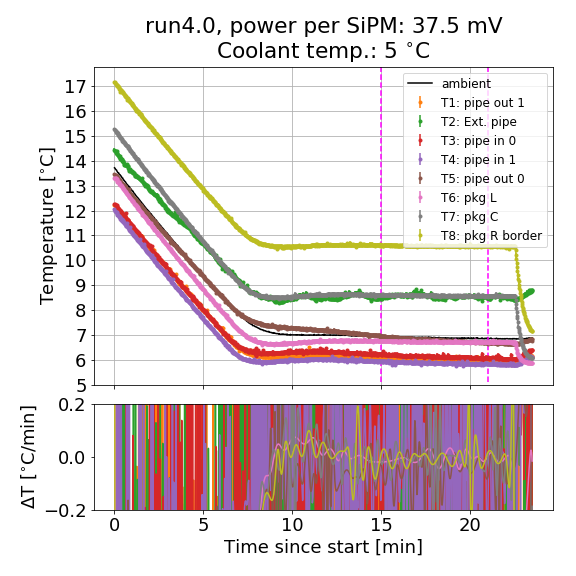 run4.0, power per SiPM: 37.5 mV
Coolant temp.: 5 °C
Temperature [°C]
17
16
15
14
13
12
11
10
9
8
7
6
5
ambient
T1: pipe out 1
T2: Ext. pipe
T3: pipe in 0
T4: pipe in 1
T5: pipe out 0
T6: pkg L
T7: pkg C
T8: pkg R border
ΔT [°C/min]
0.2
0.0
−0.2
0
5
10
15
20
Time since start [min]